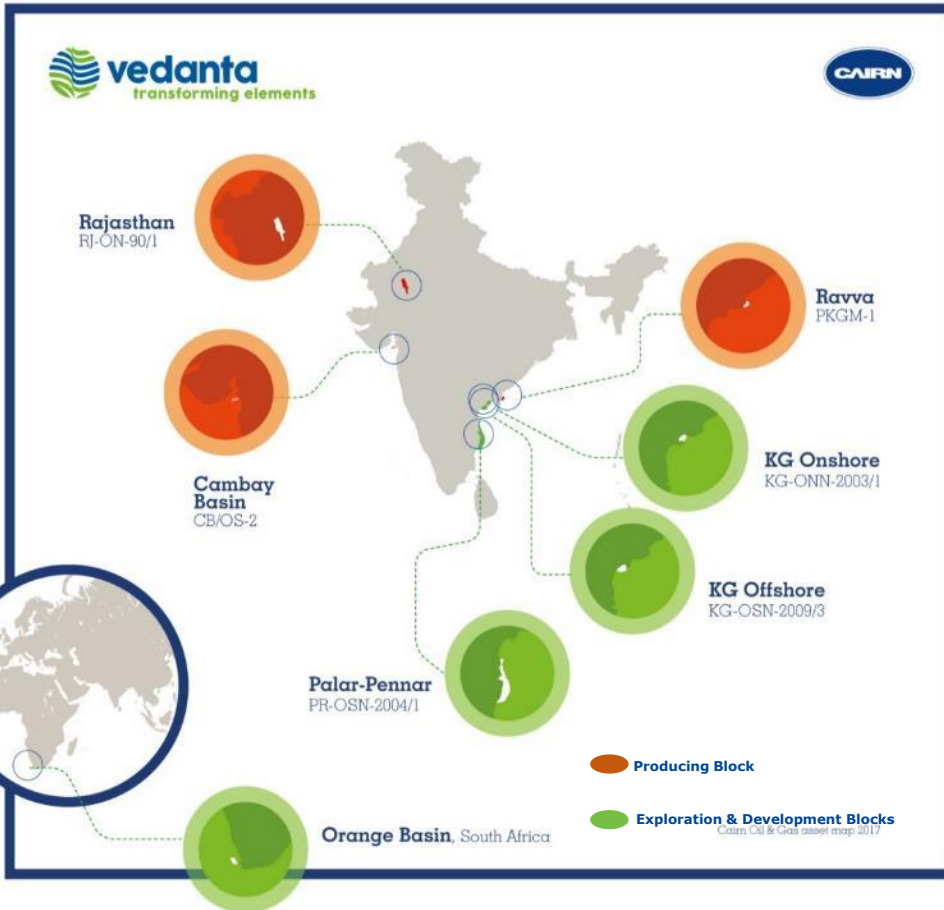 vedanta
transforming elements
CAIRN
Rajasthan
RJ-ON-90/1
Ravva
PKGM-1
Cambay
Basin
CB/OS-2
KG Onshore
KG-ONN-2003/1
KG Offshore
KG-OSN-2009/3
Palar-Pennar
PR-OSN-2004/1
Producing Block
Exploration & Development Blocks
Cairn Oil & Gas asset map 2017
Orange Basin, South Africa